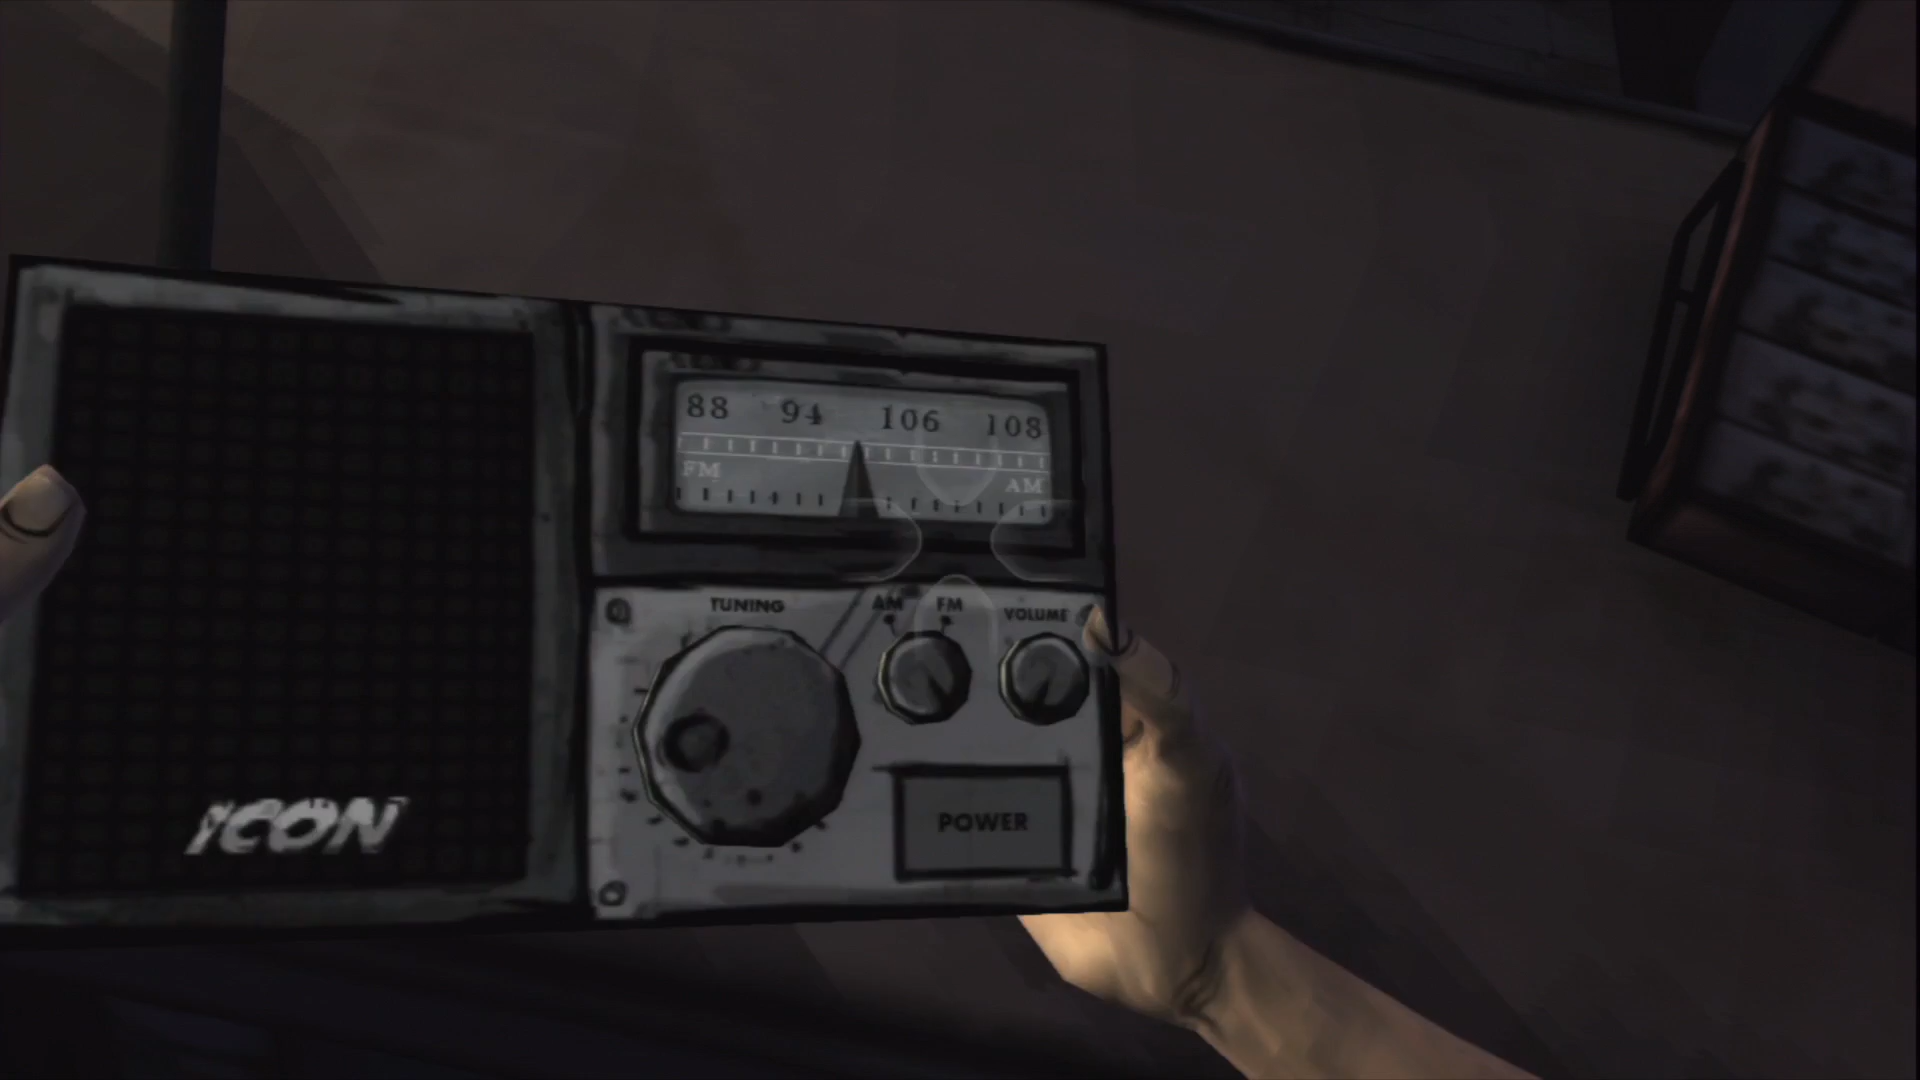 88 94 106 108
FM
AM
TUNING AM FM VOLUME
POWER
ICON